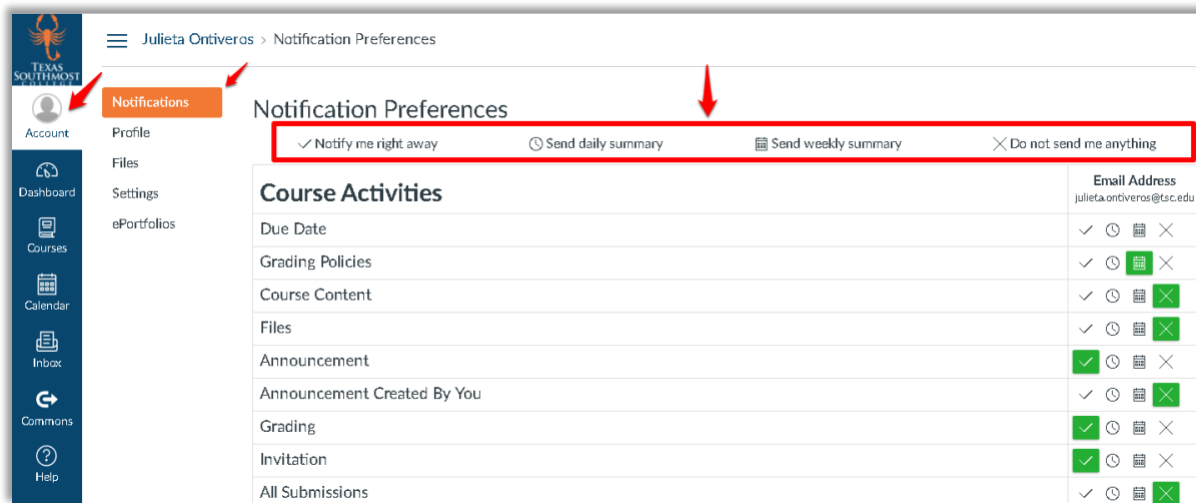 TEXAS
SOUTHMOST
COLLEGE
Account
Dashboard
Courses
Calendar
Inbox
Commons
Help
Julieta Ontiveros > Notification Preferences
Notifications
Profile
Files
Settings
ePortfolios
Notification Preferences
Notify me right away Send daily summary Send weekly summary Do not send me anything
Course Activities
Email Address
julieta.ontiveros@tsc.edu
Due Date
Grading Policies
Course Content
Files
Announcement
Announcement Created By You
Grading
Invitation
All Submissions